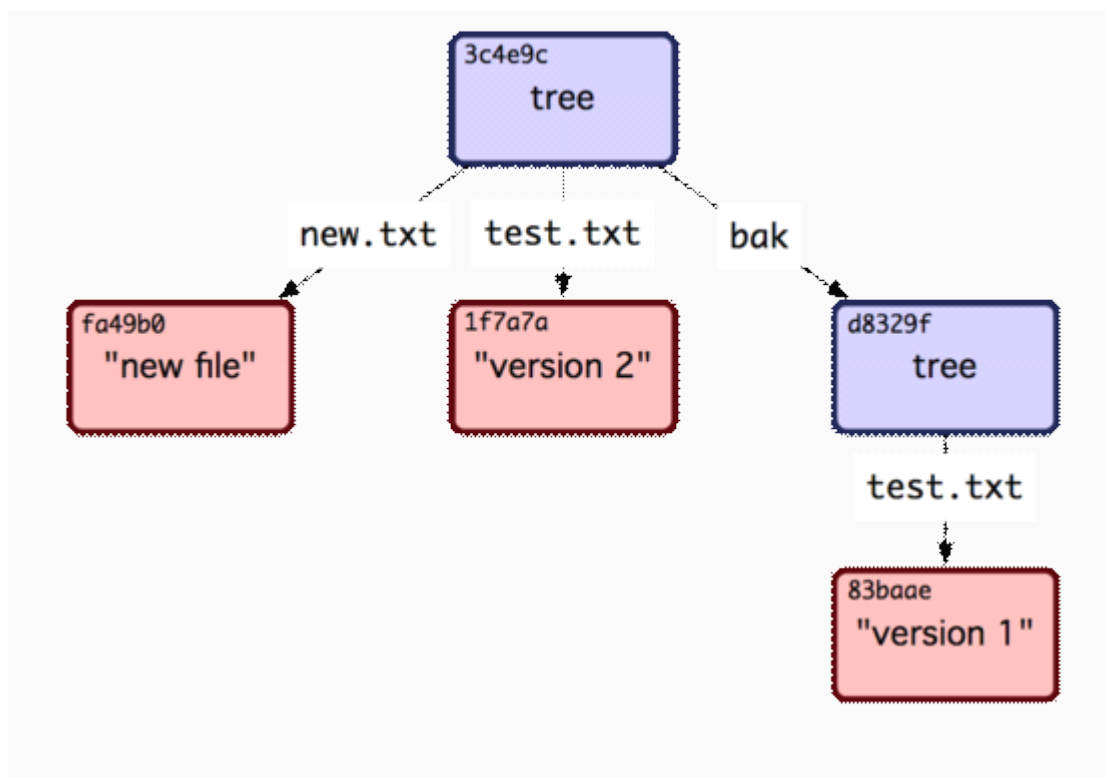 3c4e9c
tree
new.txt test.txt bak
fa49b0
"new file"
1f7a7a
"version 2"
d8329f
tree
test.txt
83baae
"version 1"